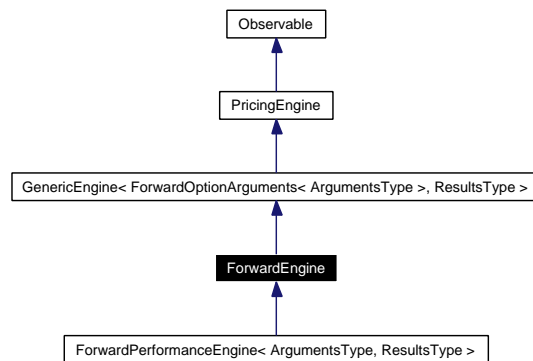 Observable
PricingEngine
GenericEngine< ForwardOptionArguments< ArgumentsType >, ResultsType >
ForwardEngine
ForwardPerformanceEngine< ArgumentsType, ResultsType >